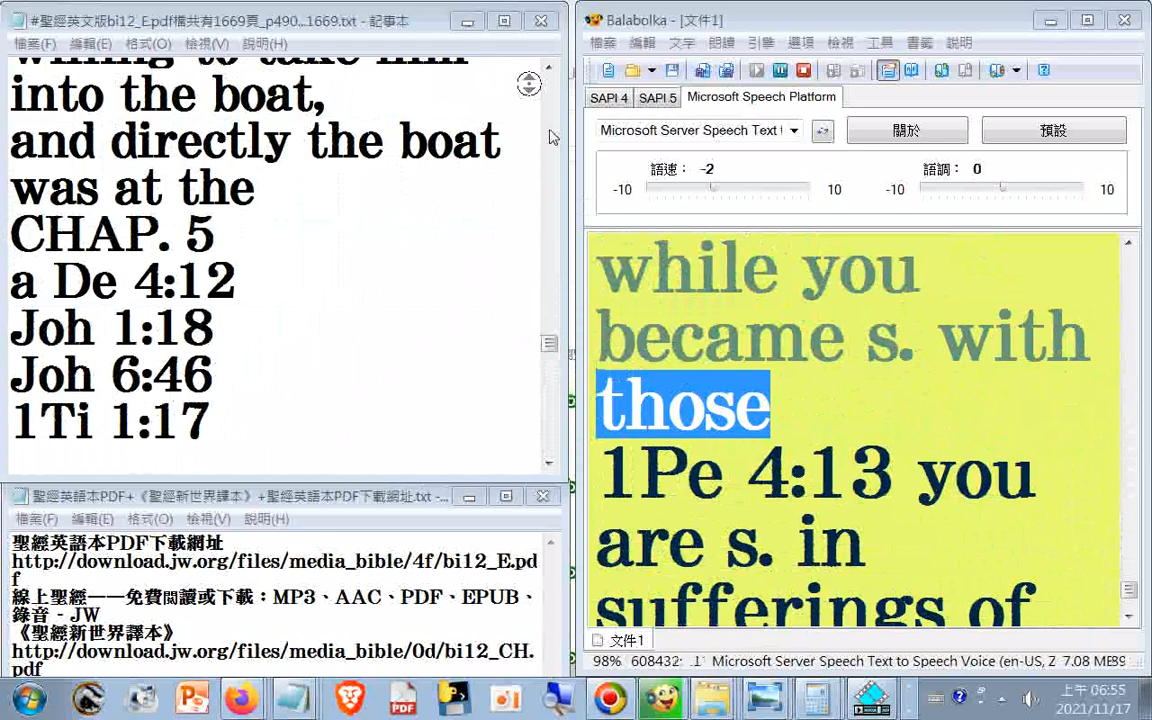 #聖經英文版bi12_E.pdf檔共有1669頁_p490...1669.txt - 記事本
檔案(F) 編輯(E) 格式(O) 檢視(V) 說明(H)
willing to take him
into the boat,
and directly the boat
was at the
CHAP. 5
a De 4:12
Joh 1:18
Joh 6:46
1Ti 1:17
聖經英語本PDF+《聖經新世界譯本》+聖經英語本PDF下載網址.txt -...
檔案(F) 編輯(E) 格式(O) 檢視(V) 說明(H)
聖經英語本PDF下載網址
http://download.jw.org/files/media_bible/4f/bi12_E.pd
f
線上聖經——免費閱讀或下載：MP3、AAC、PDF、EPUB、
錄音 - JW
《聖經新世界譯本》
http://download.jw.org/files/media_bible/0d/bi12_CH.
pdf
Balabolka - [文件1]
檔案 編輯 文字 朗讀 引擎 選項 檢視 工具 書籤 說明
SAPI 4 SAPI 5 Microsoft Speech Platform
Microsoft Server Speech Text 關於 預設
語速： -2 語調： 0
-10 10 -10 10
while you
became s. with
those
1Pe 4:13 you
are s. in
sufferings of
文件1
98% 608432: Microsoft Server Speech Text to Speech Voice (en-US, Z 7.08 MB
上午 06:55
2021/11/17